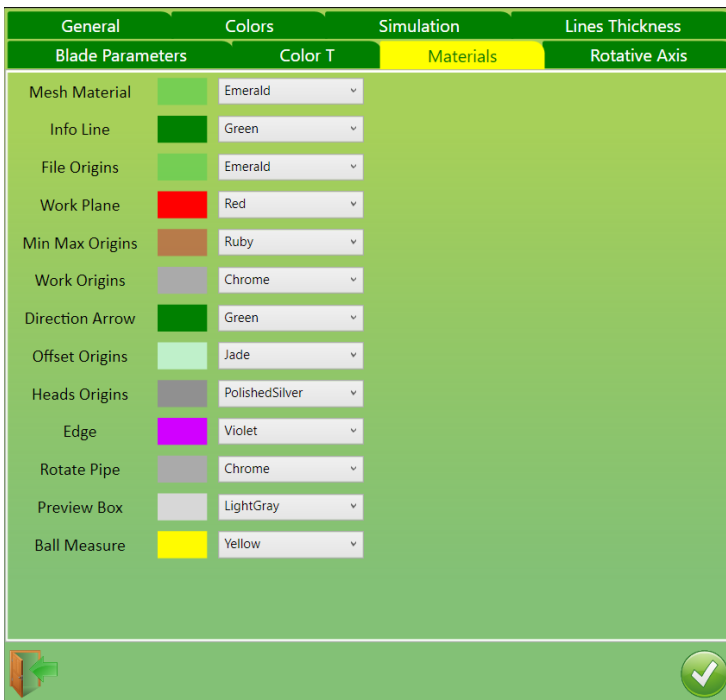 General Colors Simulation Lines Thickness
Blade Parameters Color T Materials Rotative Axis
Mesh Material Emerald
Info Line Green
File Origins Emerald
Work Plane Red
Min Max Origins Ruby
Work Origins Chrome
Direction Arrow Green
Offset Origins Jade
Heads Origins PolishedSilver
Edge Violet
Rotate Pipe Chrome
Preview Box LightGray
Ball Measure Yellow